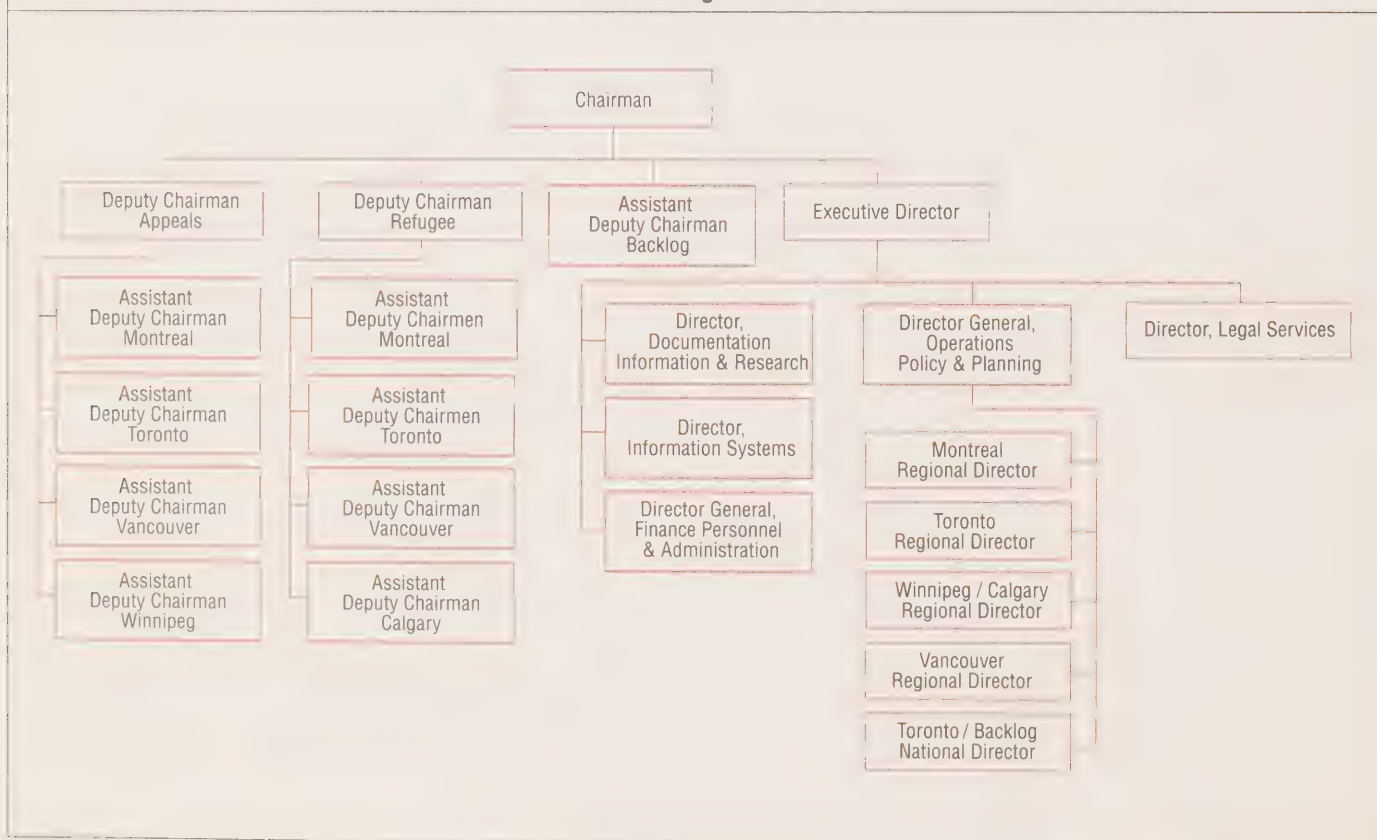 Chairman
Deputy Chairman
Appeals
Deputy Chairman
Refugee
Assistant
Deputy Chairman
Backlog
Executive Director
Assistant
Deputy Chairman
Montreal
Assistant
Deputy Chairman
Toronto
Assistant
Deputy Chairman
Vancouver
Assistant
Deputy Chairman
Winnipeg
Assistant
Deputy Chairmen
Montreal
Assistant
Deputy Chairmen
Toronto
Assistant
Deputy Chairman
Vancouver
Assistant
Deputy Chairman
Calgary
Director,
Documentation
Information & Research
Director,
Information Systems
Director General,
Finance Personnel
& Administration
Director General,
Operations
Policy & Planning
Director, Legal Services
Montreal
Regional Director
Toronto
Regional Director
Winnipeg / Calgary
Regional Director
Vancouver
Regional Director
Toronto / Backlog
National Director